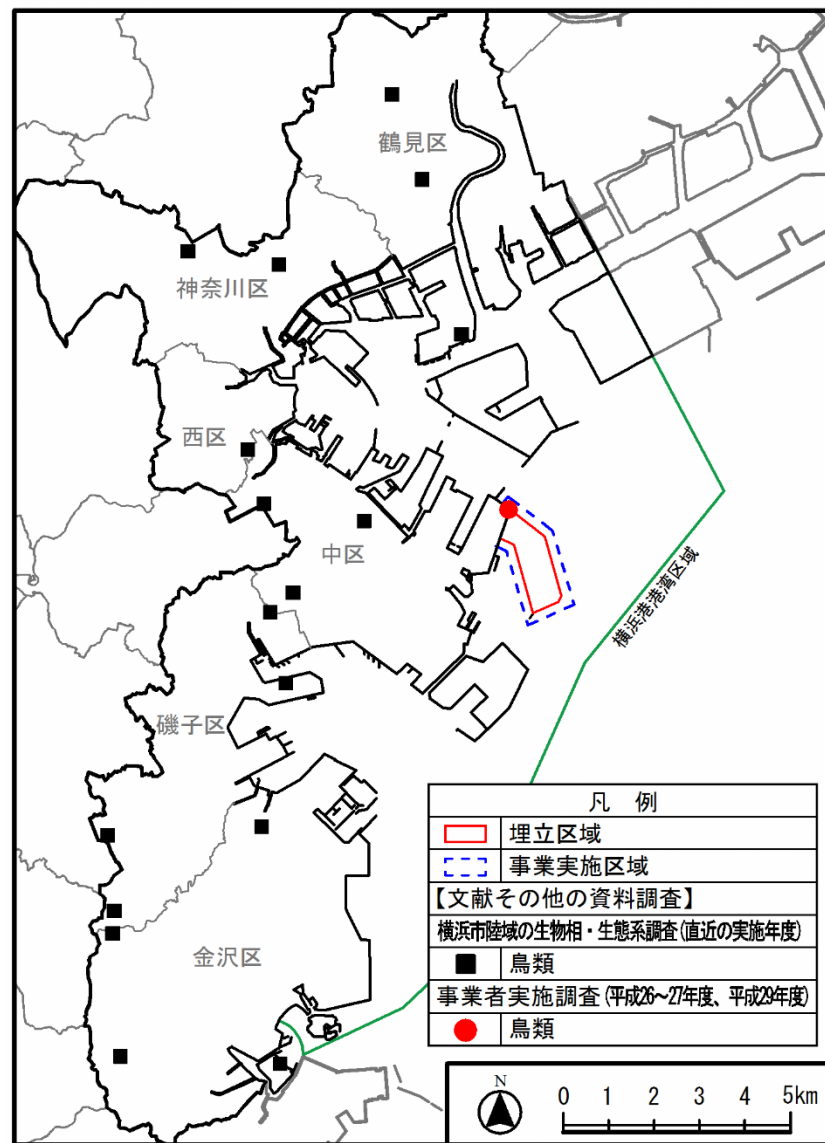 鶴見区
神奈川区
西区
中区
横浜港港湾区域
磯子区
金沢区
凡 例
埋立区域
事業実施区域
【文献その他の資料調査】
横浜市陸域の生物相・生態系調査(直近の実施年度)
鳥類
事業者実施調査(平成26～27年度、平成29年度)
鳥類
N
0 1 2 3 4 5km